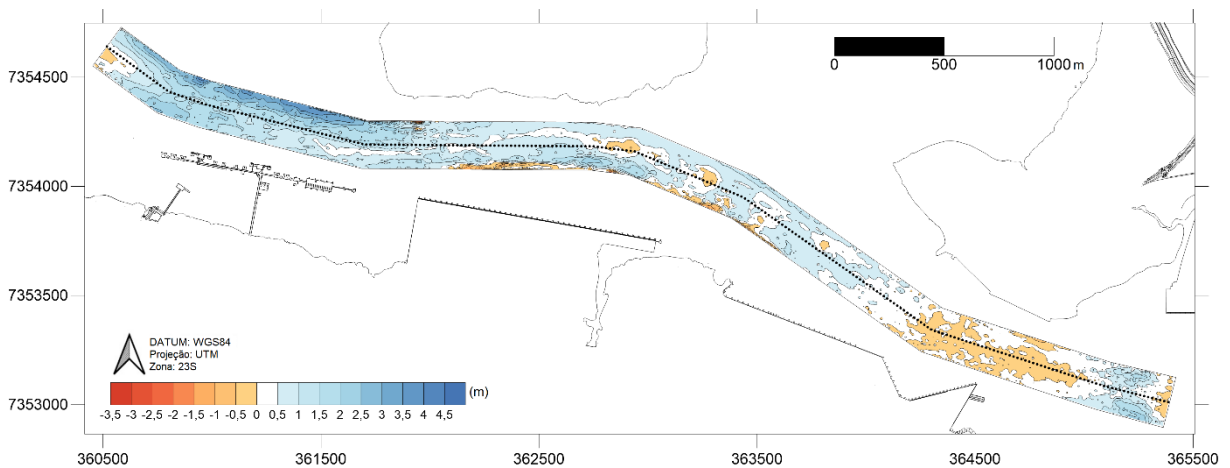 0 500 1000 m
7354500
7354000
7353500
7353000
DATUM: WGS84
Projeção: UTM
Zona: 23S
(m)
-3,5 -3 -2,5 -2 -1,5 -1 -0,5 0 0,5 1 1,5 2 2,5 3 3,5 4 4,5
360500 361500 362500 363500 364500 365500